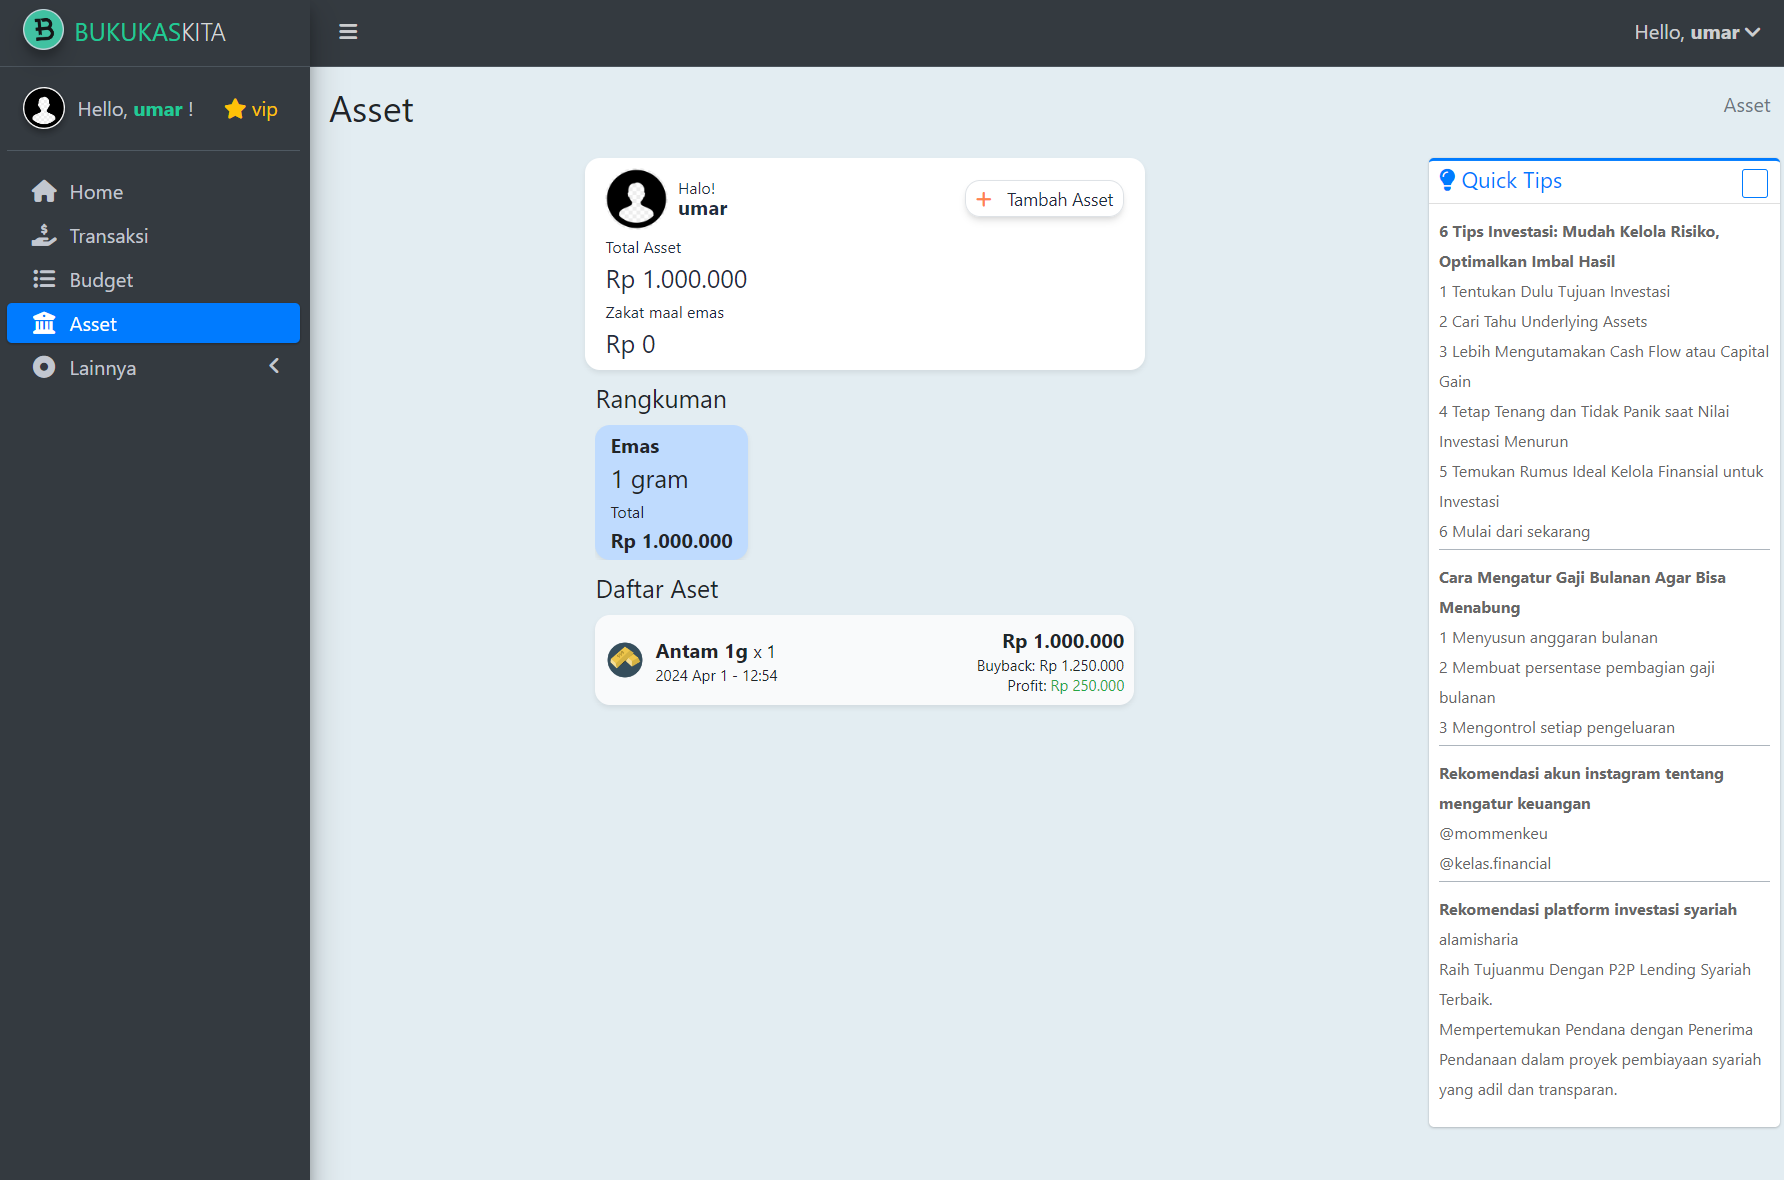 BUKUKASKITA
Hello, umar
Hello, umar !
vip
Home
Transaksi
Budget
Asset
Lainnya
Asset
Asset
Halo!
umar
Tambah Asset
Total Asset
Rp 1.000.000
Zakat maal emas
Rp 0
Rangkuman
Emas
1 gram
Total
Rp 1.000.000
Daftar Aset
Antam 1g x 1
2024 Apr 1 - 12:54
Rp 1.000.000
Buyback: Rp 1.250.000
Profit: Rp 250.000
Quick Tips
6 Tips Investasi: Mudah Kelola Risiko,
Optimalkan Imbal Hasil
1 Tentukan Dulu Tujuan Investasi
2 Cari Tahu Underlying Assets
3 Lebih Mengutamakan Cash Flow atau Capital
Gain
4 Tetap Tenang dan Tidak Panik saat Nilai
Investasi Menurun
5 Temukan Rumus Ideal Kelola Finansial untuk
Investasi
6 Mulai dari sekarang
Cara Mengatur Gaji Bulanan Agar Bisa
Menabung
1 Menyusun anggaran bulanan
2 Membuat persentase pembagian gaji
bulanan
3 Mengontrol setiap pengeluaran
Rekomendasi akun instagram tentang
mengatur keuangan
@mommenkeu
@kelas.financial
Rekomendasi platform investasi syariah
alamisharia
Raih Tujuanmu Dengan P2P Lending Syariah
Terbaik.
Mempertemukan Pendana dengan Penerima
Pendanaan dalam proyek pembiayaan syariah
yang adil dan transparan.